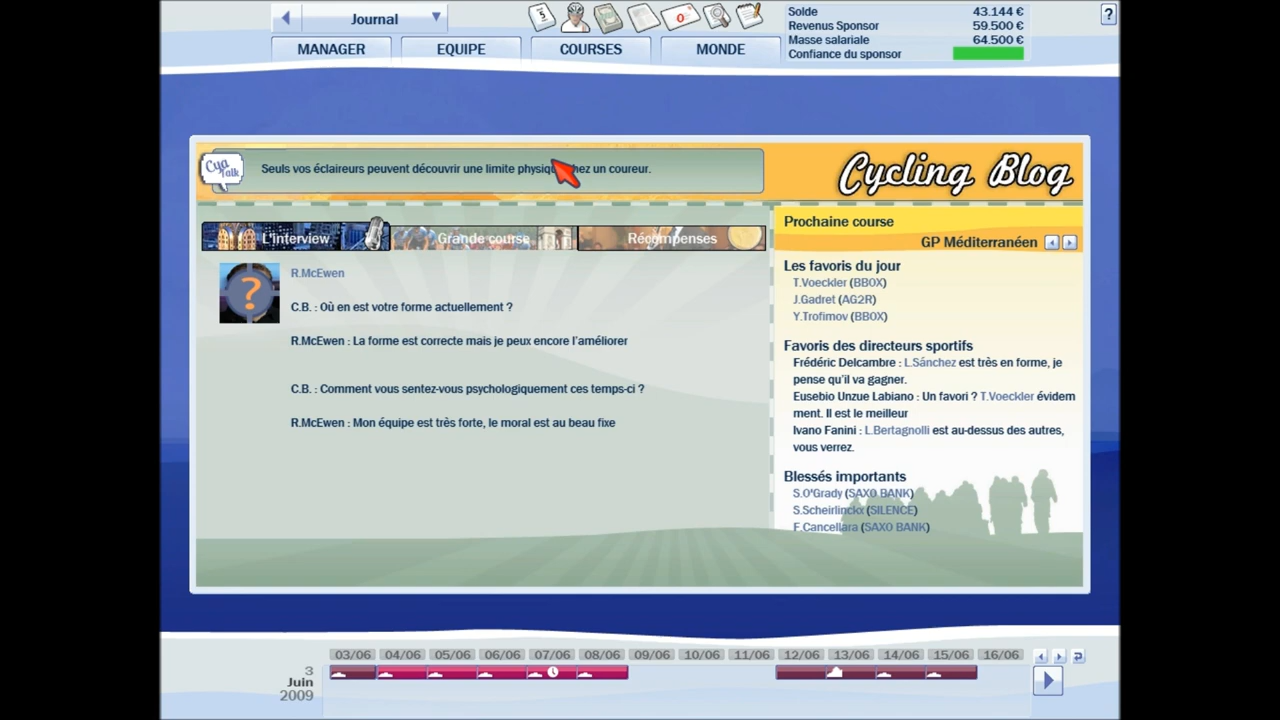 Journal
5
0
Solde 43.144 €
Revenus Sponsor 59.500 €
Masse salariale 64.500 €
Confiance du sponsor
?
MANAGER EQUIPE COURSES MONDE
Cya Talk
Seuls vos éclaireurs peuvent découvrir une limite physiqu hez un coureur.
Cycling Blog
L'interview Grande course Récompenses
?
R.McEwen
C.B. : Où en est votre forme actuellement ?
R.McEwen : La forme est correcte mais je peux encore l'améliorer
C.B. : Comment vous sentez-vous psychologiquement ces temps-ci ?
R.McEwen : Mon équipe est très forte, le moral est au beau fixe
Prochaine course
GP Méditerranéen
Les favoris du jour
T.Voeckler (BBOX)
J.Gadret (AG2R)
Y.Trofimov (BBOX)
Favoris des directeurs sportifs
Frédéric Delcambre : L.Sánchez est très en forme, je
pense qu'il va gagner.
Eusebio Unzue Labiano : Un favori ? T.Voeckler évidem
ment. Il est le meilleur
Ivano Fanini : L.Bertagnolli est au-dessus des autres,
vous verrez.
Blessés importants
S.O'Grady (SAXO BANK)
S.Scheirlinckx (SILENCE)
F.Cancellara (SAXO BANK)
03/06 04/06 05/06 06/06 07/06 08/06 09/06 10/06 11/06 12/06 13/06 14/06 15/06 16/06
3
Juin
2009